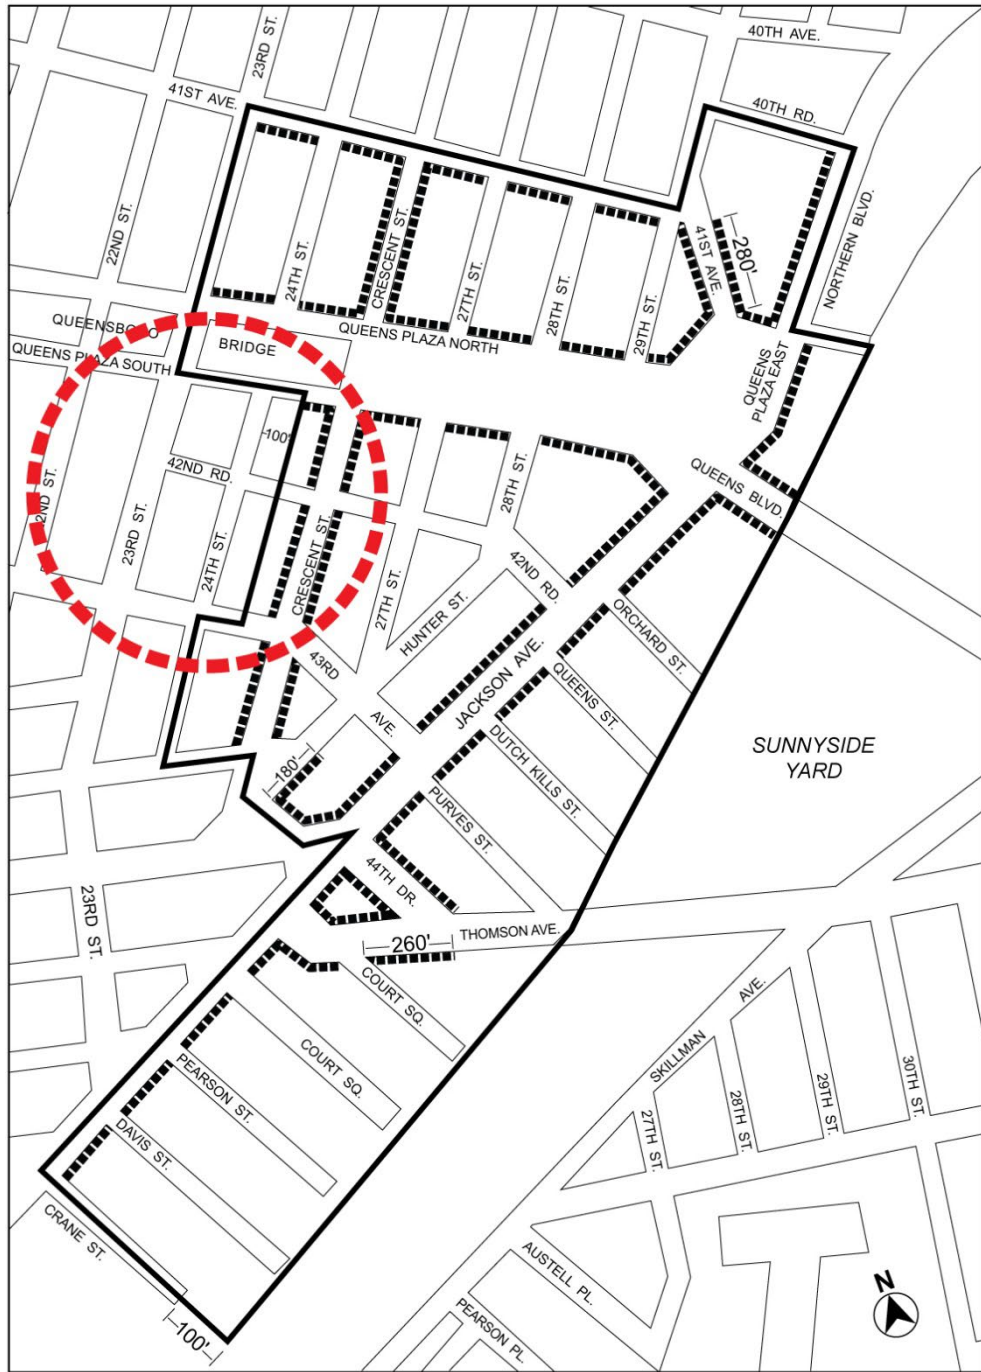 40TH AVE.
23RD ST.
41ST AVE.
40TH RD.
22ND ST.
24TH ST.
CRESCENT ST.
27TH ST.
28TH ST.
29TH ST.
41ST AVE.
280'
NORTHERN BLVD.
QUEENSBORO
BRIDGE
QUEENS PLAZA NORTH
QUEENS PLAZA SOUTH
QUEENS
PLAZA EAST
100'
42ND RD.
QUEENS BLVD.
22ND ST.
23RD ST.
24TH ST.
CRESCENT ST.
27TH ST.
28TH ST.
42ND RD.
HUNTER ST.
ORCHARD ST.
43RD
AVE.
JACKSON AVE.
QUEENS ST.
SUNNYSIDE
YARD
180'
DUTCH KILLS ST.
PURVES ST.
44TH DR.
23RD ST.
THOMSON AVE.
260'
COURT SQ.
COURT SQ.
SKILLMAN
AVE.
PEARSON ST.
DAVIS ST.
27TH ST.
28TH ST.
29TH ST.
30TH ST.
CRANE ST.
100'
AUSTELL PL.
PEARSON PL.
N